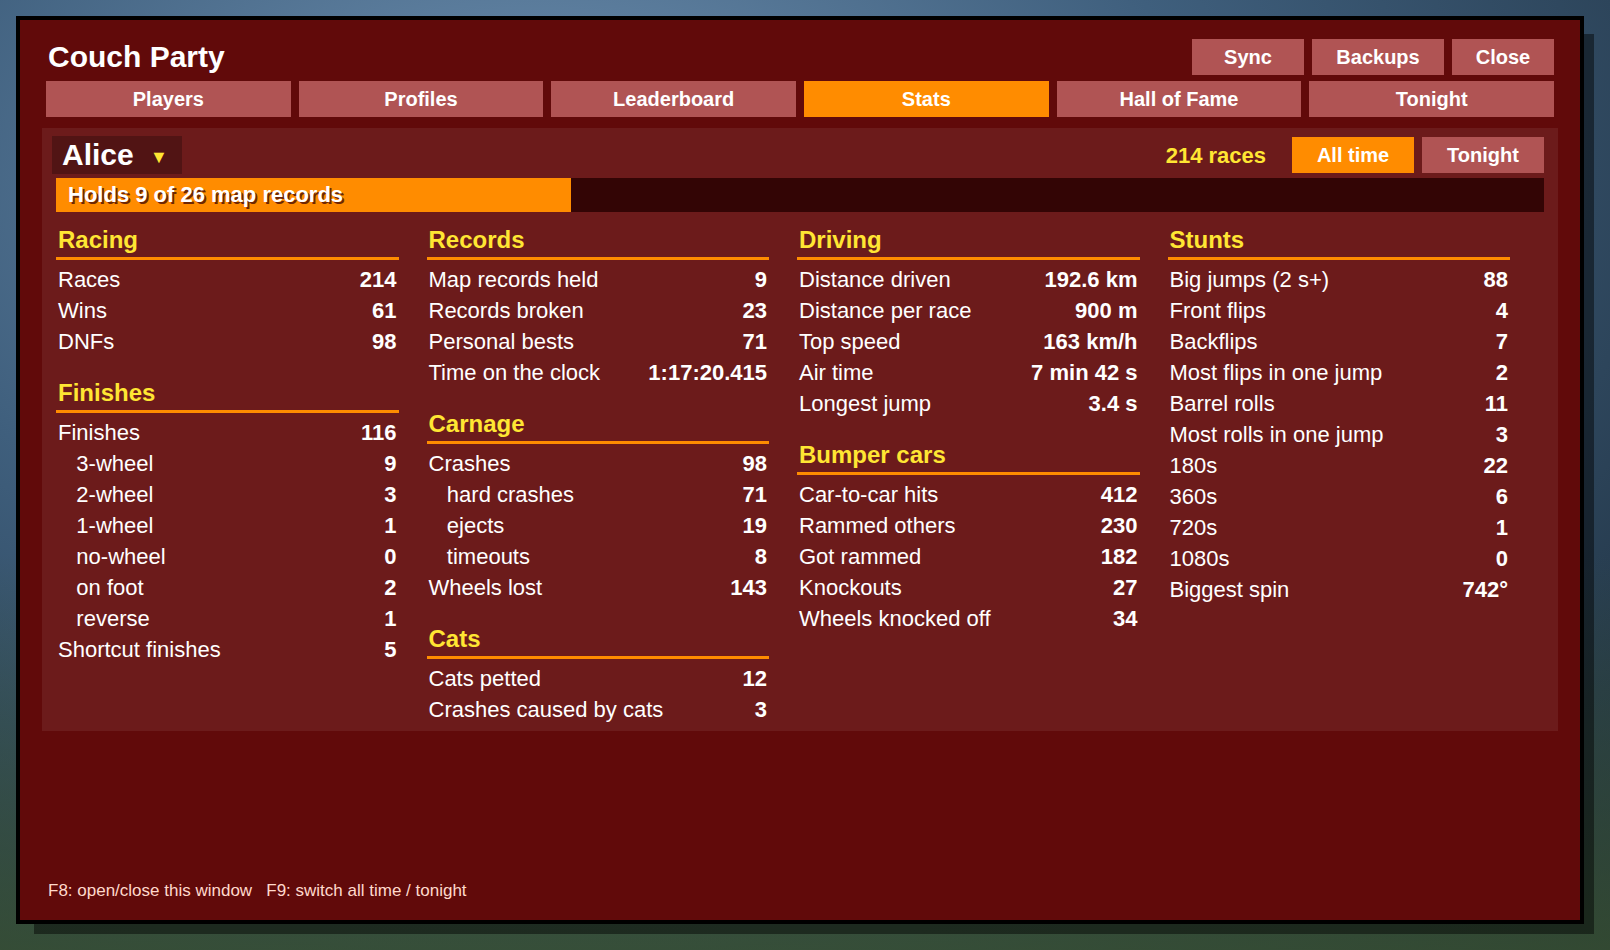 Couch Party
Sync Backups Close
Players Profiles Leaderboard Stats Hall of Fame Tonight
Alice ▼ 214 races All time Tonight
Holds 9 of 26 map records
Racing
Races 214
Wins 61
DNFs 98
Finishes
Finishes 116
3-wheel 9
2-wheel 3
1-wheel 1
no-wheel 0
on foot 2
reverse 1
Shortcut finishes 5
Records
Map records held 9
Records broken 23
Personal bests 71
Time on the clock 1:17:20.415
Carnage
Crashes 98
hard crashes 71
ejects 19
timeouts 8
Wheels lost 143
Cats
Cats petted 12
Crashes caused by cats 3
Driving
Distance driven 192.6 km
Distance per race 900 m
Top speed 163 km/h
Air time 7 min 42 s
Longest jump 3.4 s
Bumper cars
Car-to-car hits 412
Rammed others 230
Got rammed 182
Knockouts 27
Wheels knocked off 34
Stunts
Big jumps (2 s+) 88
Front flips 4
Backflips 7
Most flips in one jump 2
Barrel rolls 11
Most rolls in one jump 3
180s 22
360s 6
720s 1
1080s 0
Biggest spin 742°
F8: open/close this window F9: switch all time / tonight